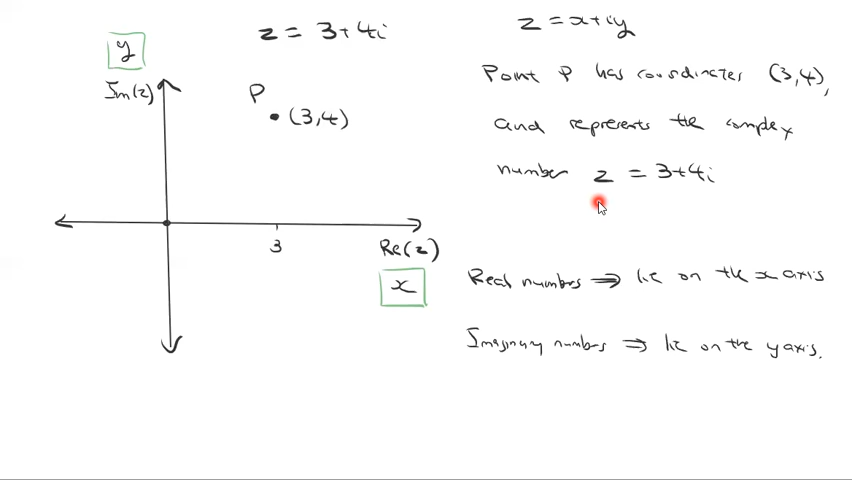 z = 3+4i
z = x+iy
y
Im(z)
P
(3,4)
3
Re(z)
x
Point P has coordinates (3,4),
and represents the complex
number z = 3+4i
Real numbers ⇒ lie on the x axis
Imaginary numbers ⇒ lie on the y axis.